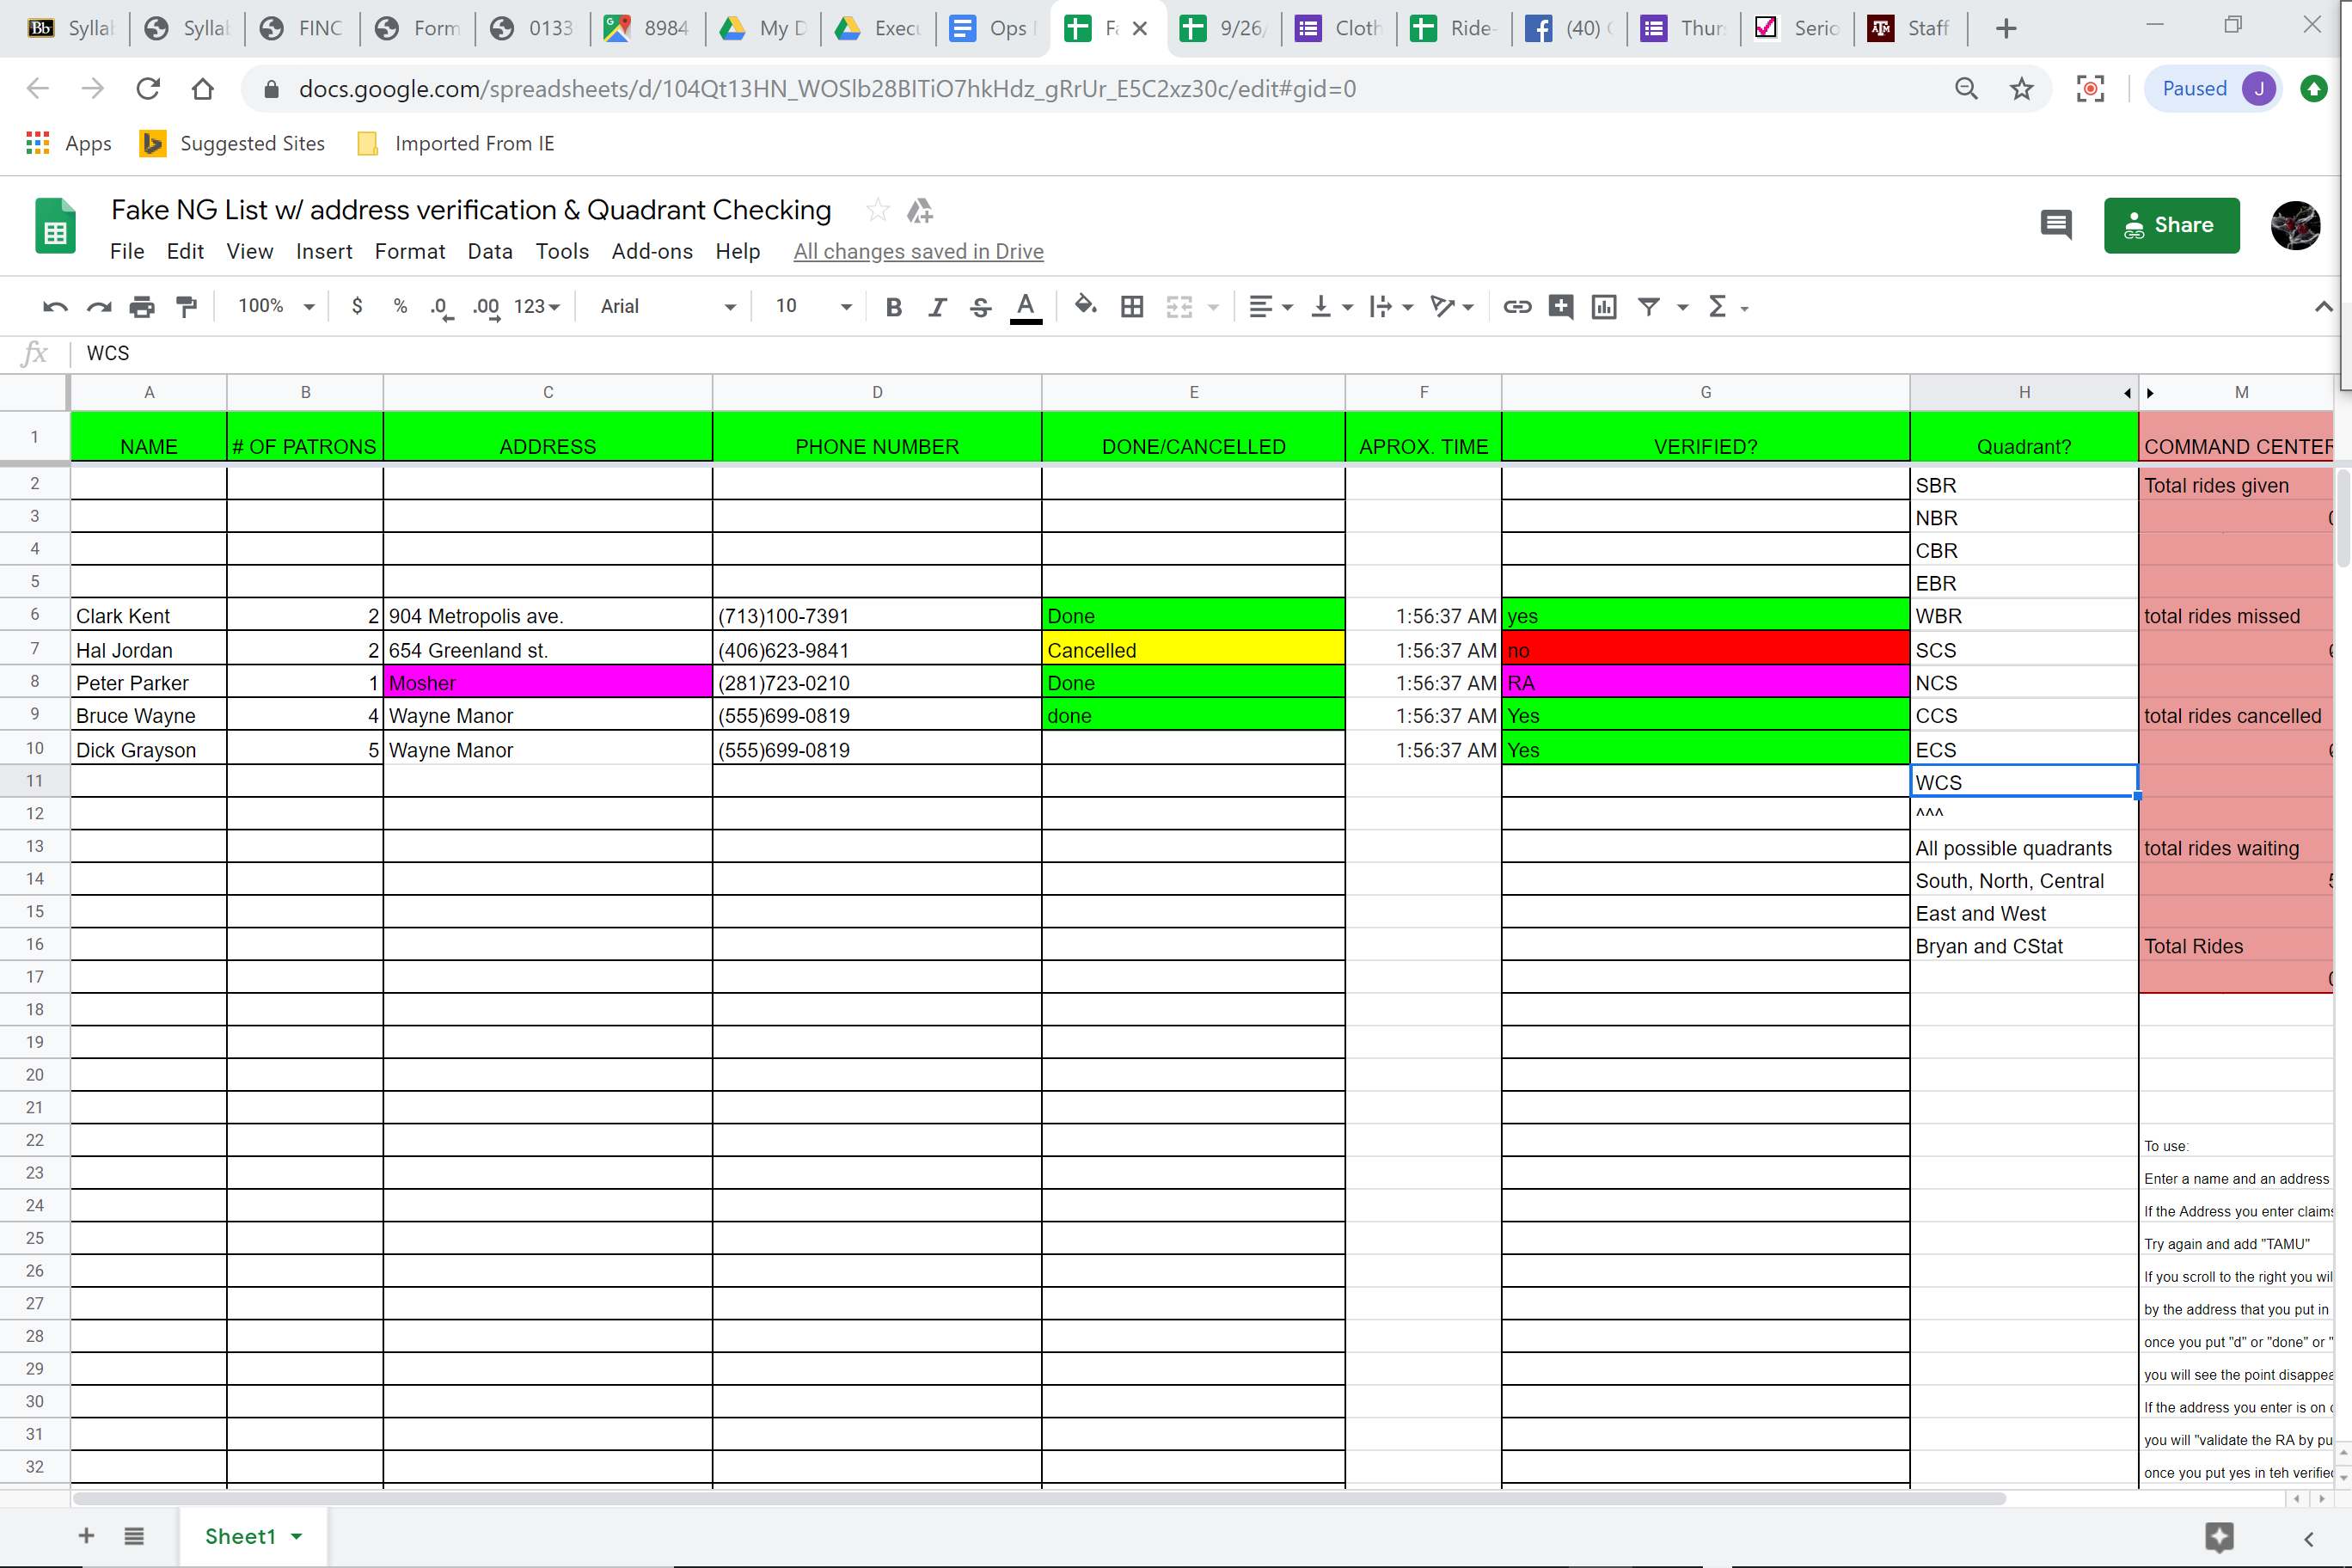 Bb Sylla Sylla FINC Form 0133 8984 My D Exec Ops Fa 9/26/ Cloth Ride- (40) Thur Serio ATM Staff
docs.google.com/spreadsheets/d/104Qt13HN_WOSlb28BITiO7hkHdz_gRrUr_E5C2xz30c/edit#gid=0 Paused J
Apps Suggested Sites Imported From IE
Fake NG List w/ address verification & Quadrant Checking
File Edit View Insert Format Data Tools Add-ons Help All changes saved in Drive Share
100% $ % .0 .00 123 Arial 10 B I S A Σ
fx WCS
A B C D E F G H M
1 NAME # OF PATRONS ADDRESS PHONE NUMBER DONE/CANCELLED APROX. TIME VERIFIED? Quadrant? COMMAND CENTER
2 SBR Total rides given
3 NBR
4 CBR
5 EBR
6 Clark Kent 2 904 Metropolis ave. (713)100-7391 Done 1:56:37 AM yes WBR total rides missed
7 Hal Jordan 2 654 Greenland st. (406)623-9841 Cancelled 1:56:37 AM no SCS
8 Peter Parker 1 Mosher (281)723-0210 Done 1:56:37 AM RA NCS
9 Bruce Wayne 4 Wayne Manor (555)699-0819 done 1:56:37 AM Yes CCS total rides cancelled
10 Dick Grayson 5 Wayne Manor (555)699-0819 1:56:37 AM Yes ECS
11 WCS
12 ^^^
13 All possible quadrants total rides waiting
14 South, North, Central
15 East and West
16 Bryan and CStat Total Rides
17
18
19
20
21
22 To use:
23 Enter a name and an address
24 If the Address you enter claims
25 Try again and add "TAMU"
26 If you scroll to the right you wil
27 by the address that you put in
28 once you put "d" or "done" or "
29 you will see the point disappea
30 If the address you enter is on
31 you will "validate the RA by pu
32 once you put yes in teh verifie
Sheet1